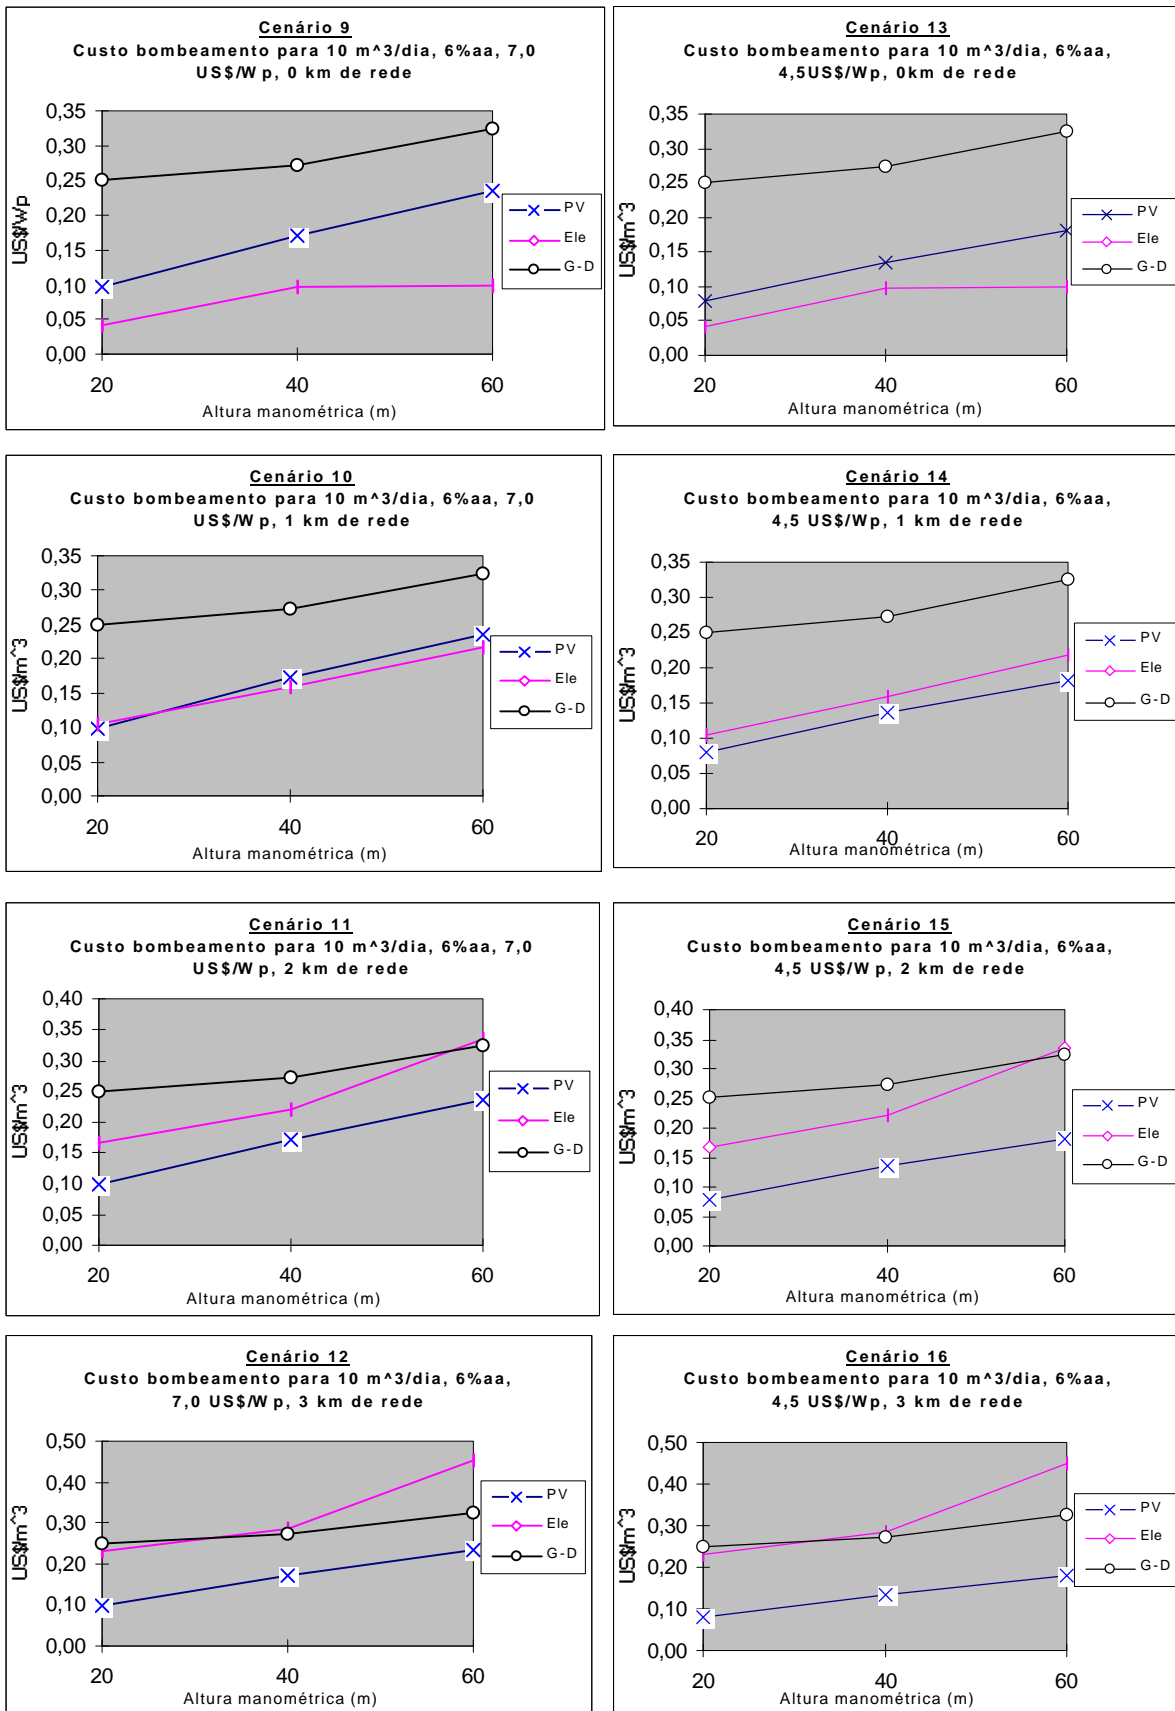 Cenário 9
Custo bombeamento para 10 m^3/dia, 6%aa, 7,0
US$/Wp, 0 km de rede
0,35
0,30
0,25
0,20
0,15
0,10
0,05
0,00
US$/Wp
20
40
60
Altura manométrica (m)
PV
Ele
G-D
Cenário 13
Custo bombeamento para 10 m^3/dia, 6%aa,
4,5US$/Wp, 0km de rede
0,35
0,30
0,25
0,20
0,15
0,10
0,05
0,00
US$/m^3
20
40
60
Altura manométrica (m)
PV
Ele
G-D
Cenário 10
Custo bombeamento para 10 m^3/dia, 6%aa, 7,0
US$/Wp, 1 km de rede
0,35
0,30
0,25
0,20
0,15
0,10
0,05
0,00
US$/m^3
20
40
60
Altura manométrica (m)
PV
Ele
G-D
Cenário 14
Custo bombeamento para 10 m^3/dia, 6%aa,
4,5 US$/Wp, 1 km de rede
0,35
0,30
0,25
0,20
0,15
0,10
0,05
0,00
US$/m^3
20
40
60
Altura manométrica (m)
PV
Ele
G-D
Cenário 11
Custo bombeamento para 10 m^3/dia, 6%aa, 7,0
US$/Wp, 2 km de rede
0,40
0,35
0,30
0,25
0,20
0,15
0,10
0,05
0,00
US$/m^3
20
40
60
Altura manométrica (m)
PV
Ele
G-D
Cenário 15
Custo bombeamento para 10 m^3/dia, 6%aa,
4,5 US$/Wp, 2 km de rede
0,40
0,35
0,30
0,25
0,20
0,15
0,10
0,05
0,00
US$/m^3
20
40
60
Altura manométrica (m)
PV
Ele
G-D
Cenário 12
Custo bombeamento para 10 m^3/dia, 6%aa,
7,0 US$/Wp, 3 km de rede
0,50
0,40
0,30
0,20
0,10
0,00
US$/m^3
20
40
60
Altura manométrica (m)
PV
Ele
G-D
Cenário 16
Custo bombeamento para 10 m^3/dia, 6%aa,
4,5 US$/Wp, 3 km de rede
0,50
0,40
0,30
0,20
0,10
0,00
US$/m^3
20
40
60
Altura manométrica (m)
PV
Ele
G-D